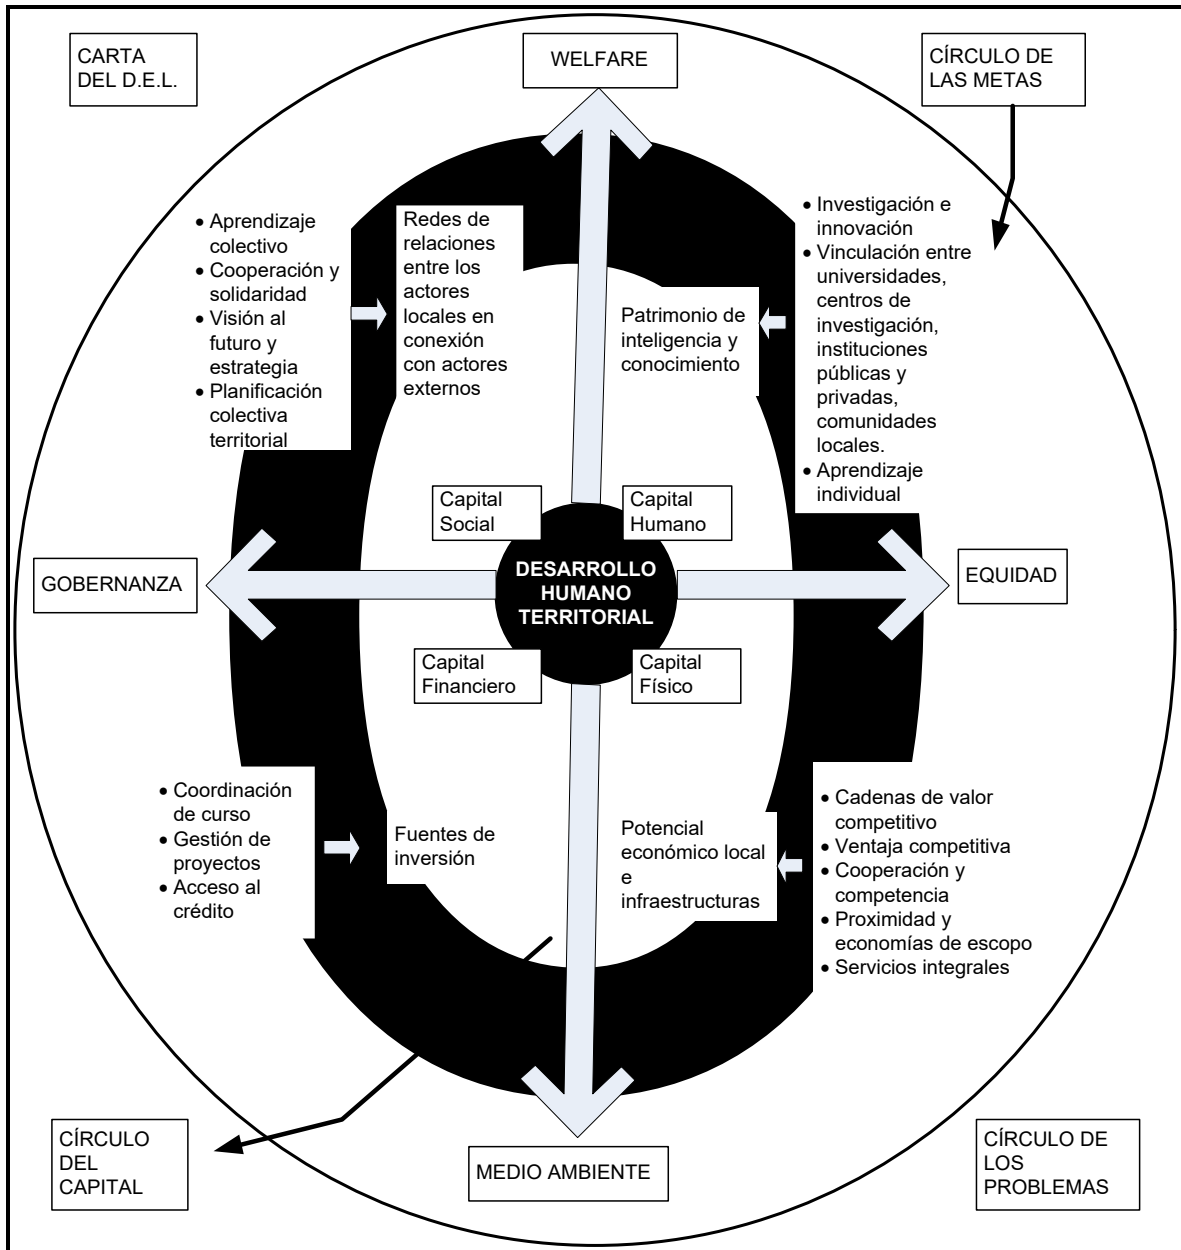 CARTA
DEL D.E.L.
WELFARE
CÍRCULO DE
LAS METAS
• Aprendizaje
colectivo
• Cooperación y
solidaridad
• Visión al
futuro y
estrategia
• Planificación
colectiva
territorial
Redes de
relaciones
entre los
actores
locales en
conexión
con actores
externos
Patrimonio de
inteligencia y
conocimiento
• Investigación e
innovación
• Vinculación entre
universidades,
centros de
investigación,
instituciones
públicas y
privadas,
comunidades
locales.
• Aprendizaje
individual
Capital
Social
Capital
Humano
GOBERNANZA
DESARROLLO
HUMANO
TERRITORIAL
EQUIDAD
Capital
Financiero
Capital
Físico
• Coordinación
de curso
• Gestión de
proyectos
• Acceso al
crédito
Fuentes de
inversión
Potencial
económico local
e
infraestructuras
• Cadenas de valor
competitivo
• Ventaja competitiva
• Cooperación y
competencia
• Proximidad y
economías de escopo
• Servicios integrales
CÍRCULO
DEL
CAPITAL
MEDIO AMBIENTE
CÍRCULO DE
LOS
PROBLEMAS